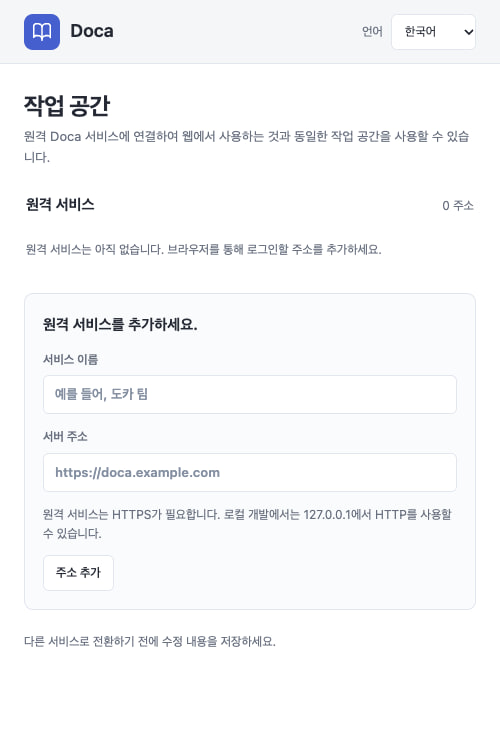 Doca
언어
한국어
작업 공간
원격 Doca 서비스에 연결하여 웹에서 사용하는 것과 동일한 작업 공간을 사용할 수 있습
니다.
원격 서비스
0 주소
원격 서비스는 아직 없습니다. 브라우저를 통해 로그인할 주소를 추가하세요.
원격 서비스를 추가하세요.
서비스 이름
예를 들어, 도카 팀
서버 주소
https://doca.example.com
원격 서비스는 HTTPS가 필요합니다. 로컬 개발에서는 127.0.0.1에서 HTTP를 사용할
수 있습니다.
주소 추가
다른 서비스로 전환하기 전에 수정 내용을 저장하세요.